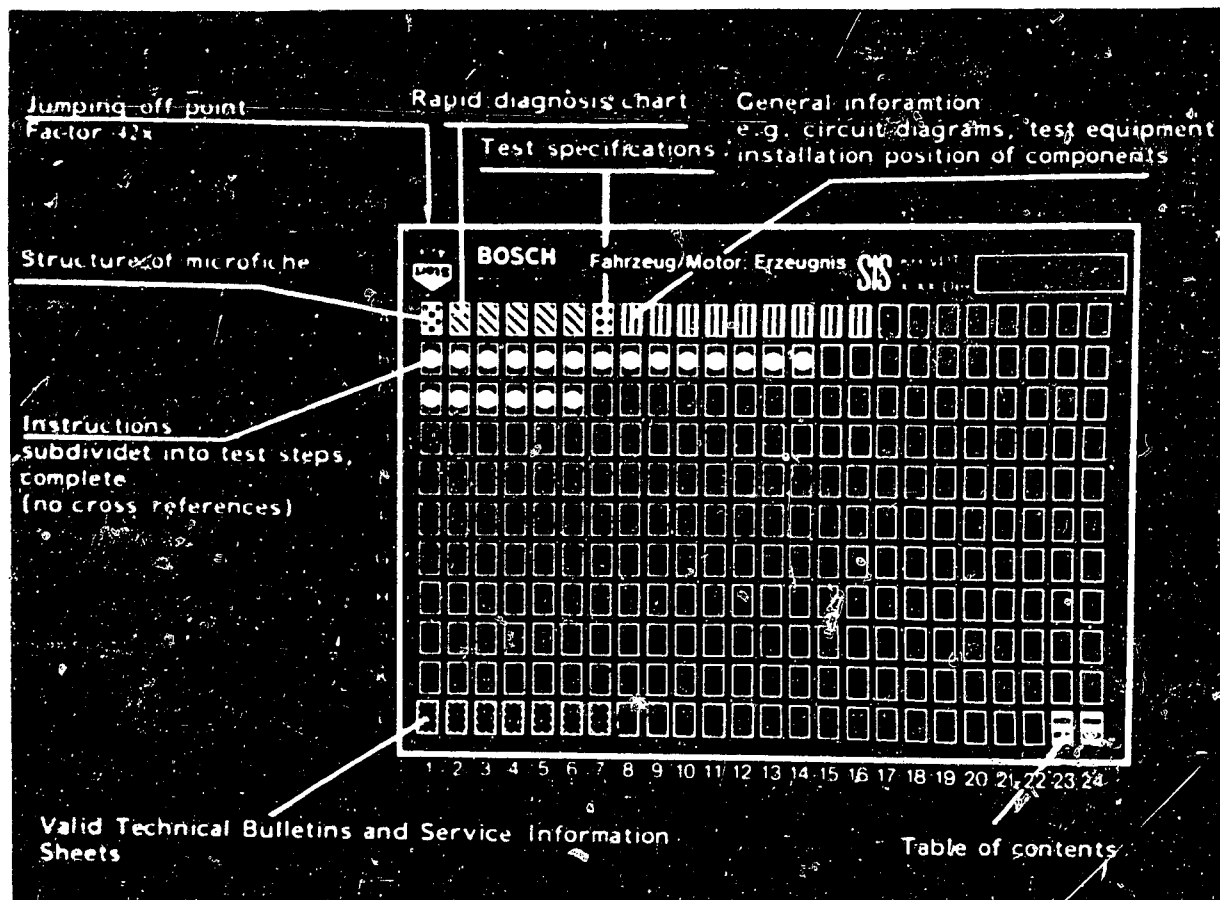 Jumping off point
Factor 42x
Rapid diagnosis chart
Test specifications
General inforamtion
e.g. circuit diagrams, test equipment
installation position of components
Structure of microfiche
BOSCH
Fahrzeug/Motor: Erzeugnis
SIS
Instructions
subdividet into test steps,
complete
(no cross references)
1 2 3 4 5 6 7 8 9 10 11 12 13 14 15 16 17 18 19 20 21 22 23 24
Valid Technical Bulletins and Service Information
Sheets
Table of contents